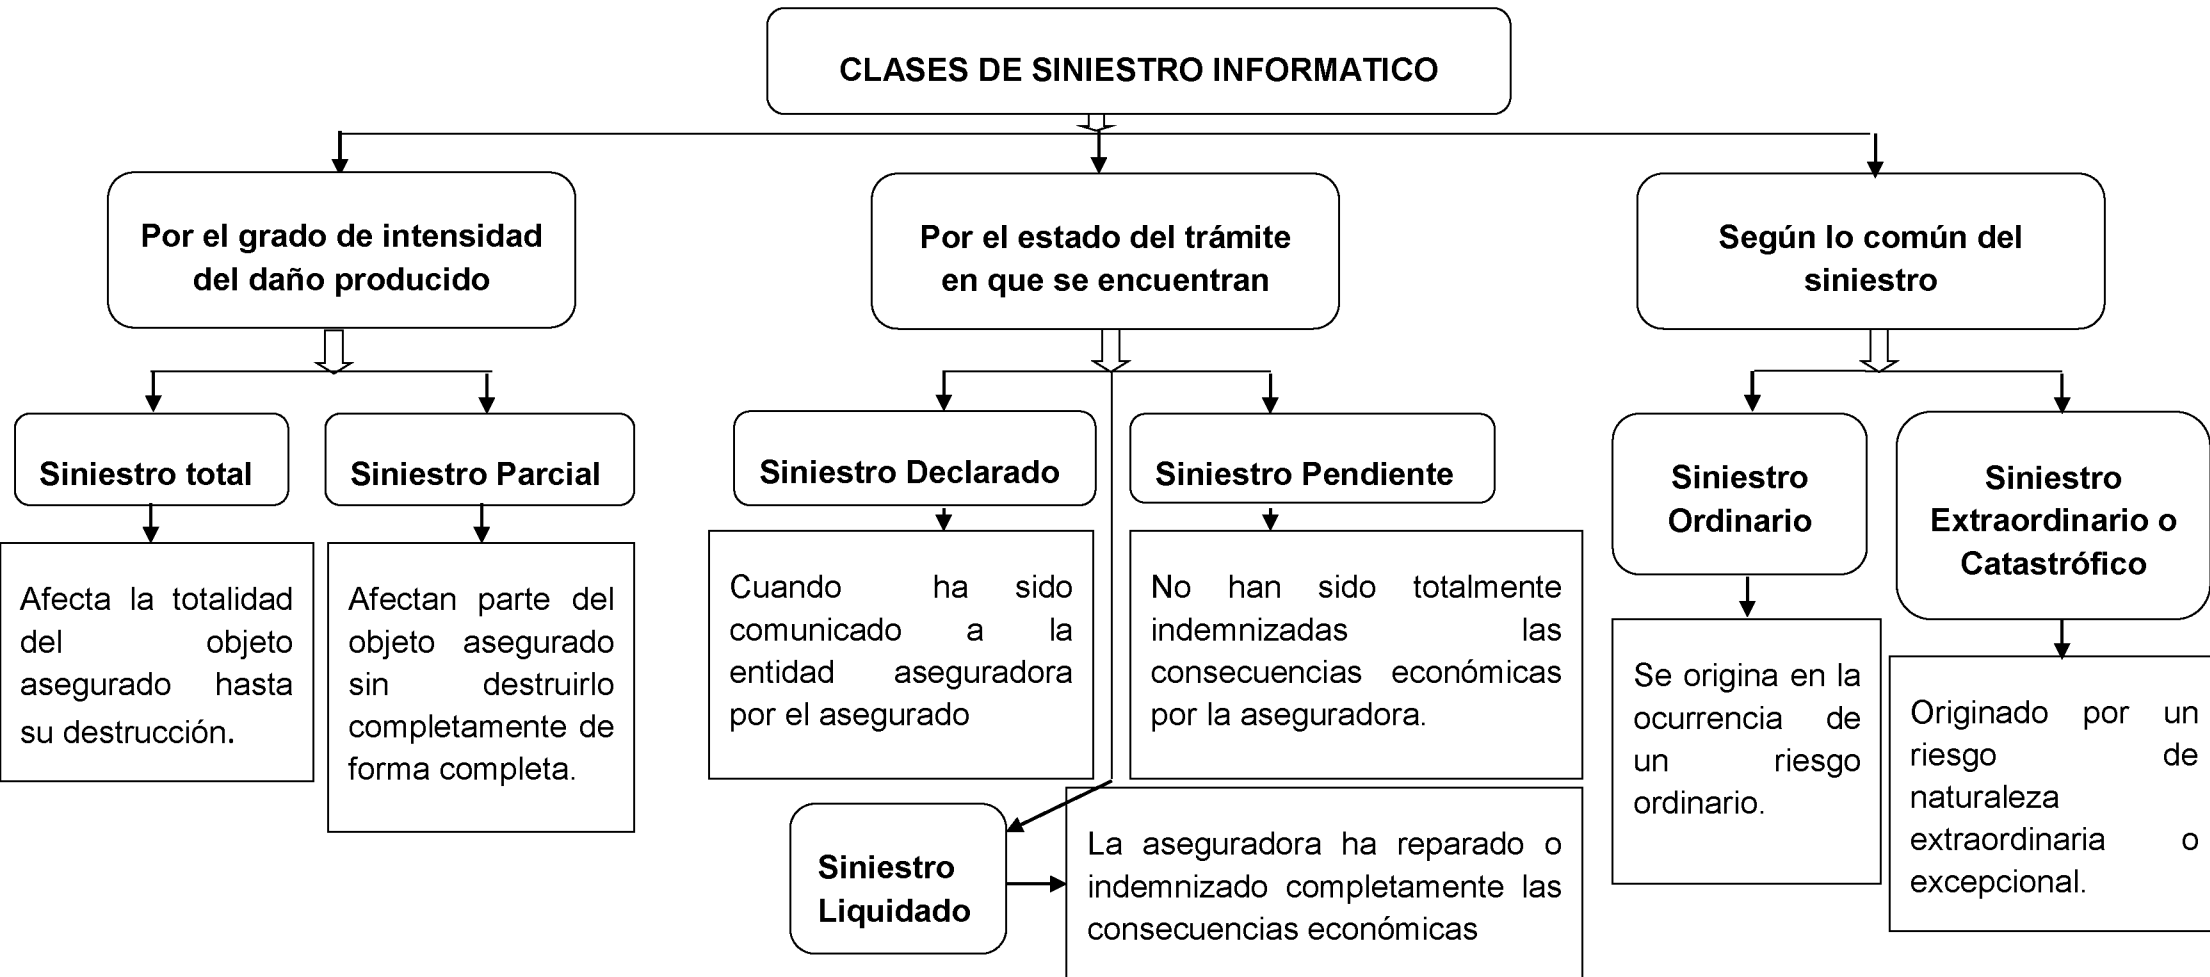 CLASES DE SINIESTRO INFORMATICO
Por el grado de intensidad
del daño producido
Por el estado del trámite
en que se encuentran
Según lo común del
siniestro
Siniestro total
Siniestro Parcial
Siniestro Declarado
Siniestro Pendiente
Siniestro
Ordinario
Siniestro
Extraordinario o
Catastrófico
Afecta la totalidad
del objeto
asegurado hasta
su destrucción.
Afectan parte del
objeto asegurado
sin destruirlo
completamente de
forma completa.
Cuando ha sido
comunicado a la
entidad aseguradora
por el asegurado
No han sido totalmente
indemnizadas las
consecuencias económicas
por la aseguradora.
Se origina en la
ocurrencia de
un riesgo
ordinario.
Originado por un
riesgo de
naturaleza
extraordinaria o
excepcional.
Siniestro
Liquidado
La aseguradora ha reparado o
indemnizado completamente las
consecuencias económicas